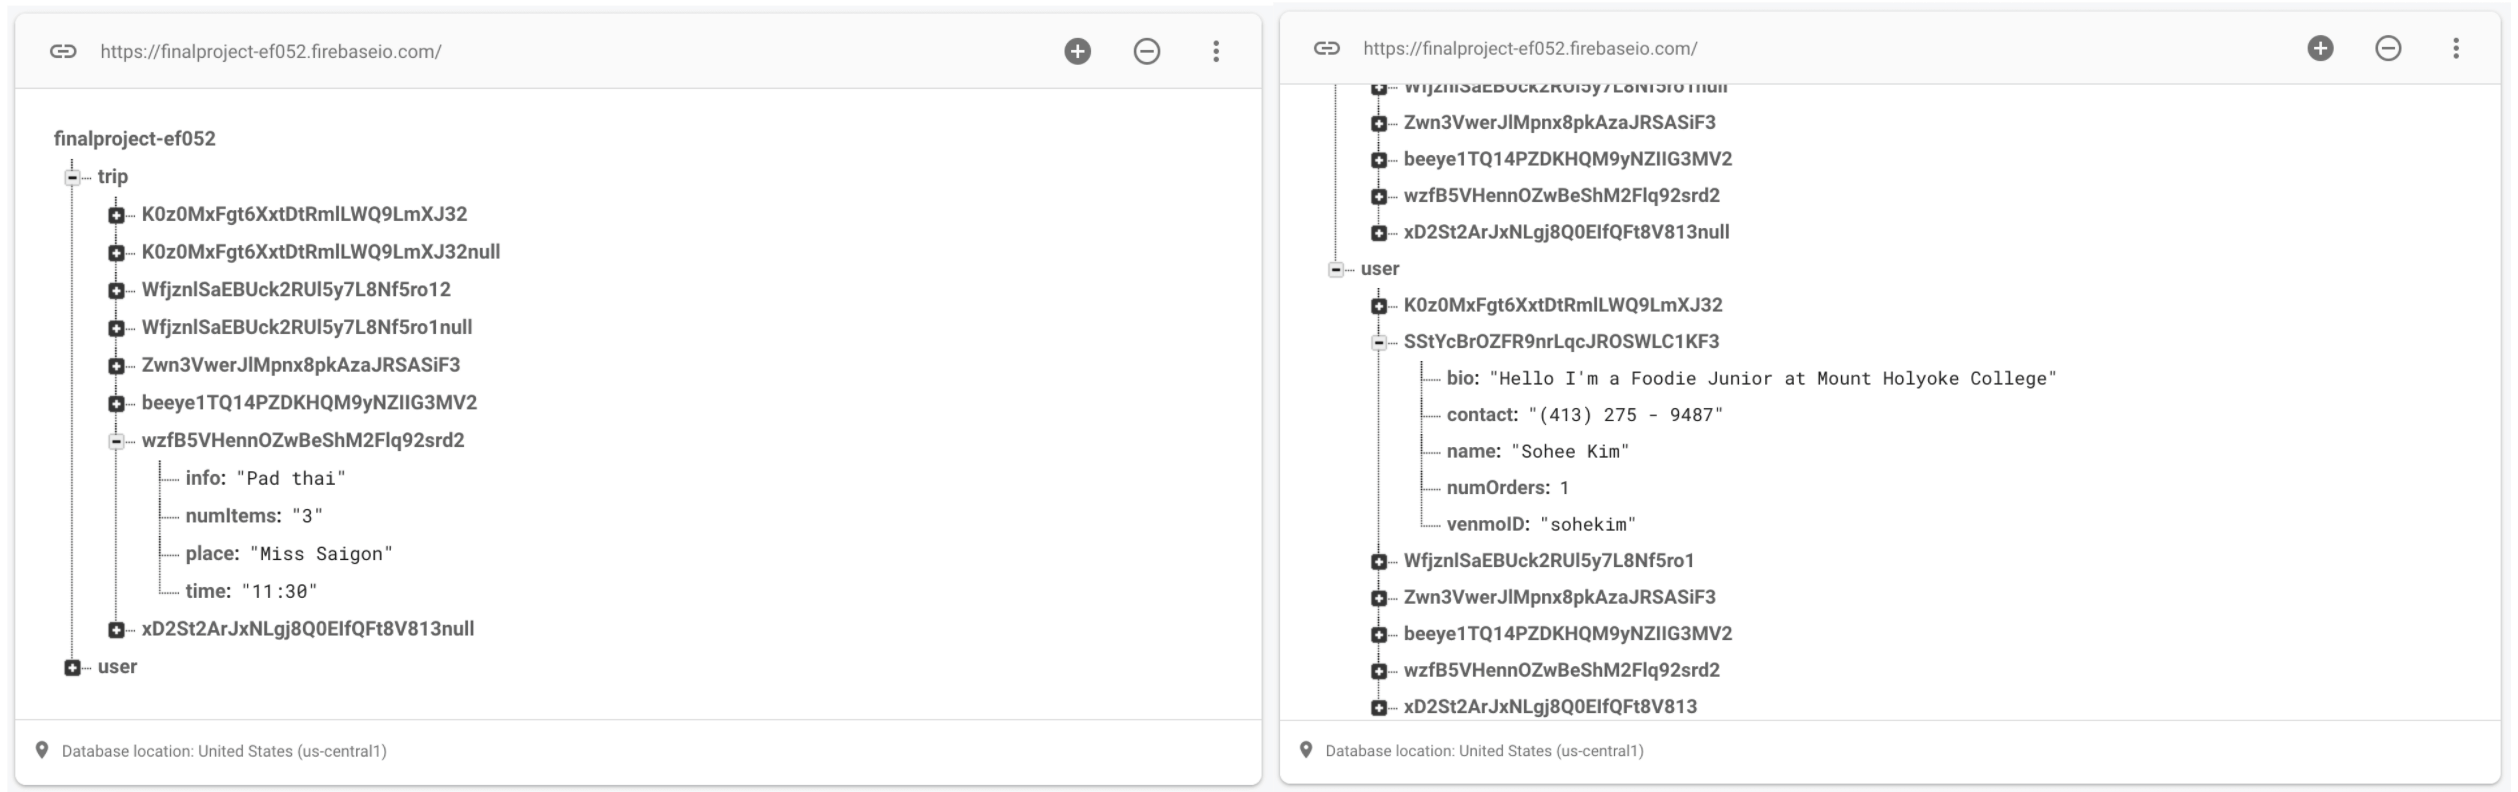 https://finalproject-ef052.firebaseio.com/
finalproject-ef052
trip
K0z0MxFgt6XxtDtRmlLWQ9LmXJ32
K0z0MxFgt6XxtDtRmlLWQ9LmXJ32null
WfjznlSaEBUck2RUl5y7L8Nf5ro12
WfjznlSaEBUck2RUl5y7L8Nf5ro1null
Zwn3VwerJlMpnx8pkAzaJRSASiF3
beeye1TQ14PZDKHQM9yNZIIG3MV2
wzfB5VHennOZwBeShM2Flq92srd2
info: "Pad thai"
numItems: "3"
place: "Miss Saigon"
time: "11:30"
xD2St2ArJxNLgj8Q0EIfQFt8V813null
user
Database location: United States (us-central1)
https://finalproject-ef052.firebaseio.com/
WfjznlSaEBUck2RUl5y7L8Nf5ro1null
Zwn3VwerJlMpnx8pkAzaJRSASiF3
beeye1TQ14PZDKHQM9yNZIIG3MV2
wzfB5VHennOZwBeShM2Flq92srd2
xD2St2ArJxNLgj8Q0EIfQFt8V813null
user
K0z0MxFgt6XxtDtRmlLWQ9LmXJ32
SStYcBrOZFR9nrLqcJROSWLC1KF3
bio: "Hello I'm a Foodie Junior at Mount Holyoke College"
contact: "(413) 275 - 9487"
name: "Sohee Kim"
numOrders: 1
venmoID: "sohekim"
WfjznlSaEBUck2RUl5y7L8Nf5ro1
Zwn3VwerJlMpnx8pkAzaJRSASiF3
beeye1TQ14PZDKHQM9yNZIIG3MV2
wzfB5VHennOZwBeShM2Flq92srd2
xD2St2ArJxNLgj8Q0EIfQFt8V813
Database location: United States (us-central1)